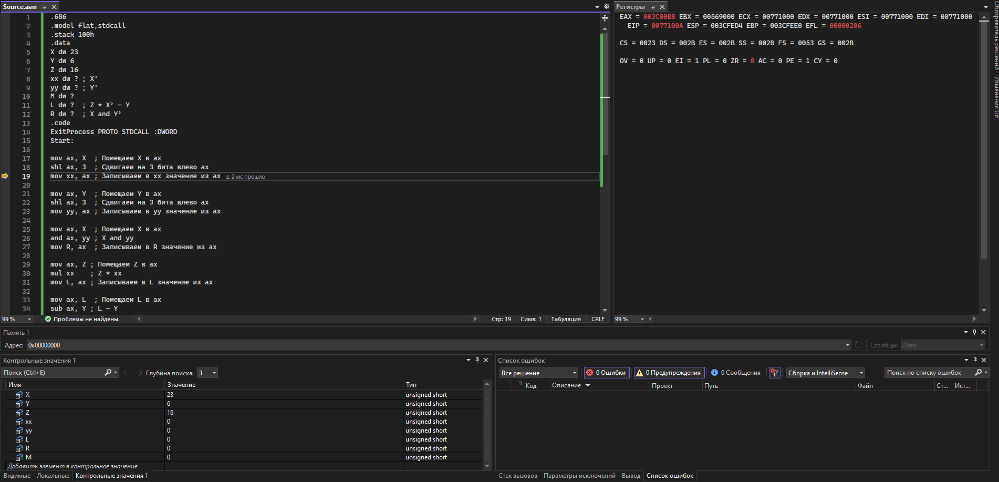 Source.asm
1 .686
2 .model flat,stdcall
3 .stack 100h
4 .data
5 X dw 23
6 Y dw 6
7 Z dw 16
8 xx dw ? ; X'
9 yy dw ? ; Y'
10 M dw ?
11 L dw ?  ; Z * X’ - Y
12 R dw ?  ; X and Y’
13 .code
14 ExitProcess PROTO STDCALL :DWORD
15 Start:
16
17 mov ax, X  ; Помещаем X в ax
18 shl ax, 3  ; Сдвигаем на 3 бита влево ax
19 mov xx, ax ; Записываем в xx значение из ax ≤ 2 мс прошло
20
21 mov ax, Y  ; Помещаем Y в ax
22 shl ax, 3  ; Сдвигаем на 3 бита влево ax
23 mov yy, ax ; Записываем в yy значение из ax
24
25 mov ax, X  ; Помещаем X в ax
26 and ax, yy ; X and yy
27 mov R, ax  ; Записываем в R значение из ax
28
29 mov ax, Z ; Помещаем Z в ax
30 mul xx    ; Z * xx
31 mov L, ax ; Записываем в L значение из ax
32
33 mov ax, L  ; Помещаем L в ax
34 sub ax, Y ; L - Y
99 % Проблемы не найдены. Стр: 19 Симв: 1 Табуляция CRLF
Регистры
EAX = 003C00B8 EBX = 00569000 ECX = 00771000 EDX = 00771000 ESI = 00771000 EDI = 00771000
EIP = 0077100A ESP = 003CFED4 EBP = 003CFEE0 EFL = 00000206
CS = 0023 DS = 002B ES = 002B SS = 002B FS = 0053 GS = 002B
OV = 0 UP = 0 EI = 1 PL = 0 ZR = 0 AC = 0 PE = 1 CY = 0
99 %
Обозреватель решений
Изменения Git
Память 1
Адрес: 0x00000000 Столбцы: Авто
Контрольные значения 1
Поиск (Ctrl+E) Глубина поиска: 3
Имя Значение Тип
X 23 unsigned short
Y 6 unsigned short
Z 16 unsigned short
xx 0 unsigned short
yy 0 unsigned short
L 0 unsigned short
R 0 unsigned short
M 0 unsigned short
Добавить элемент в контрольное значение
Видимые Локальные Контрольные значения 1
Список ошибок
Все решение 0 Ошибки 0 Предупреждения 0 Сообщения Сборка и IntelliSense Поиск по списку ошибок
Код Описание Проект Путь Файл Ст... Ист...
Стек вызовов Параметры исключений Вывод Список ошибок